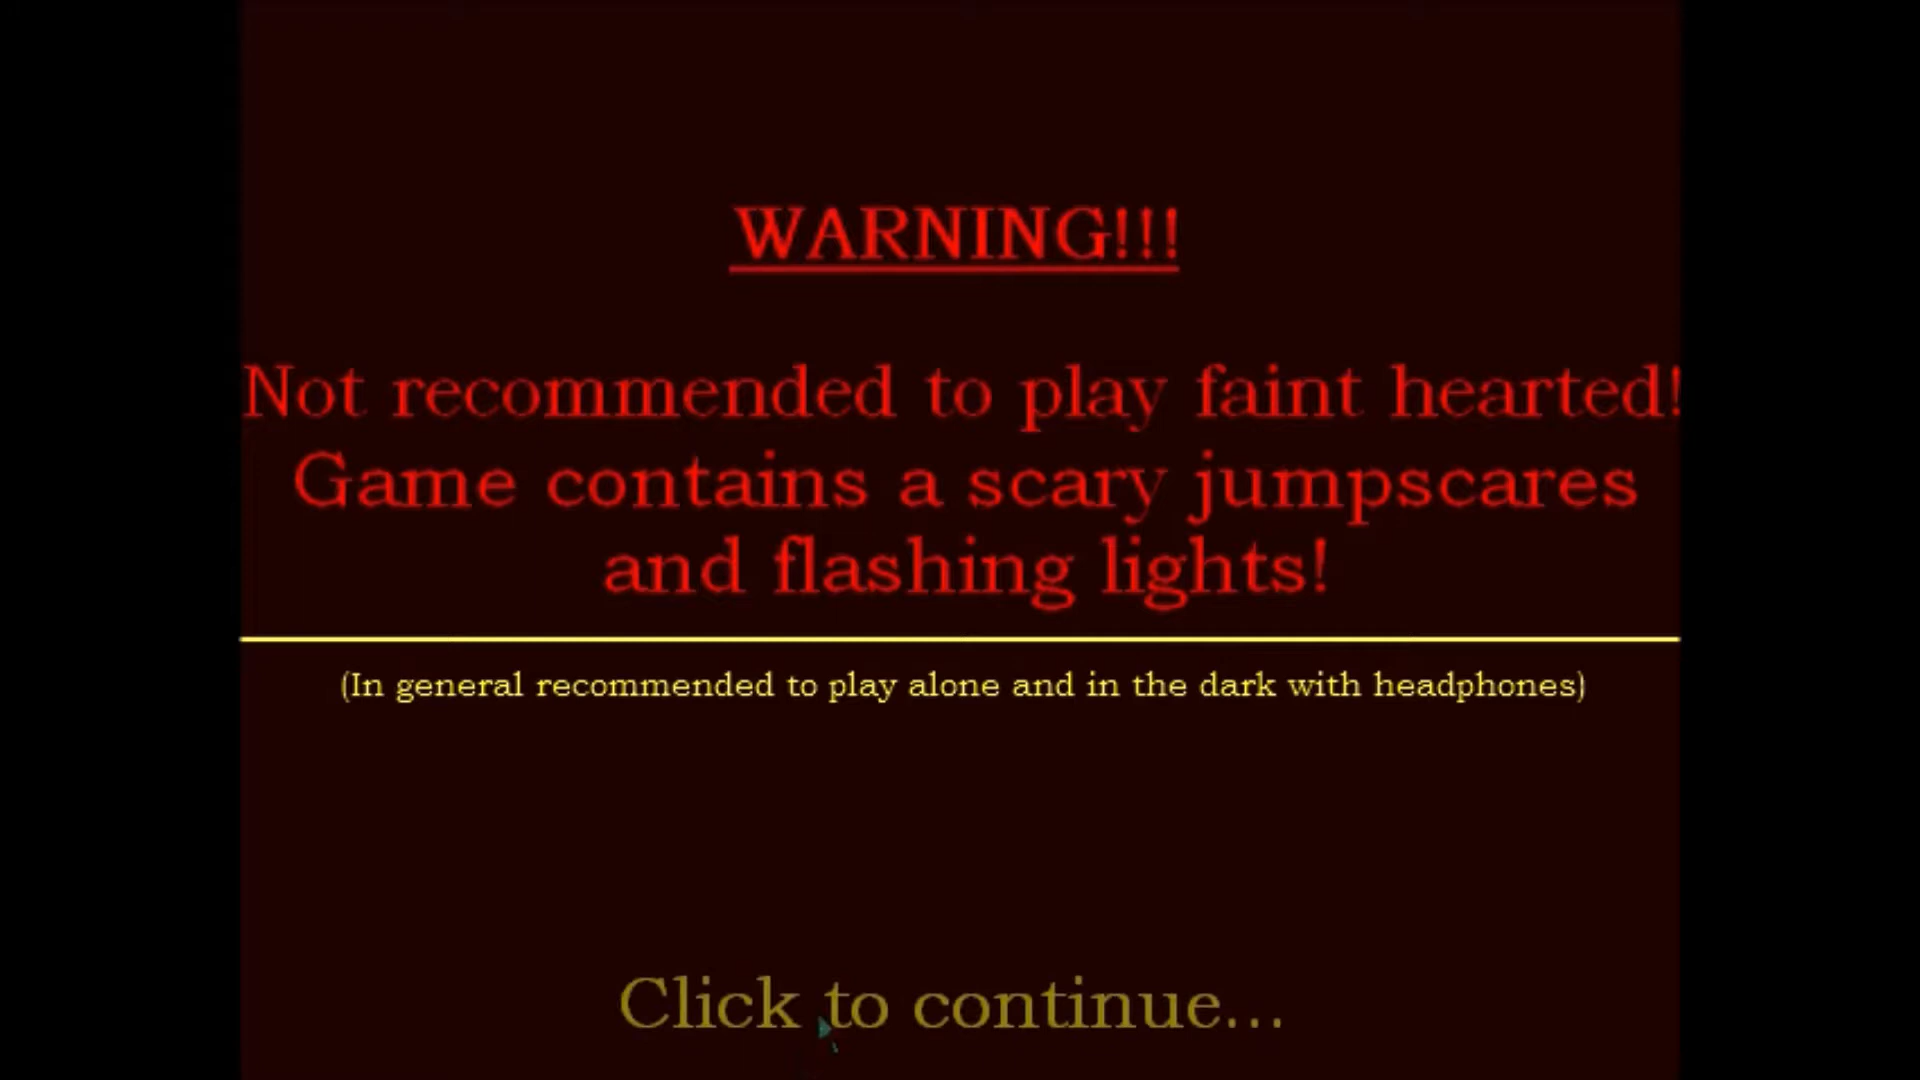 WARNING!!!
Not recommended to play faint hearted!
Game contains a scary jumpscares
and flashing lights!
(In general recommended to play alone and in the dark with headphones)
Click to continue...